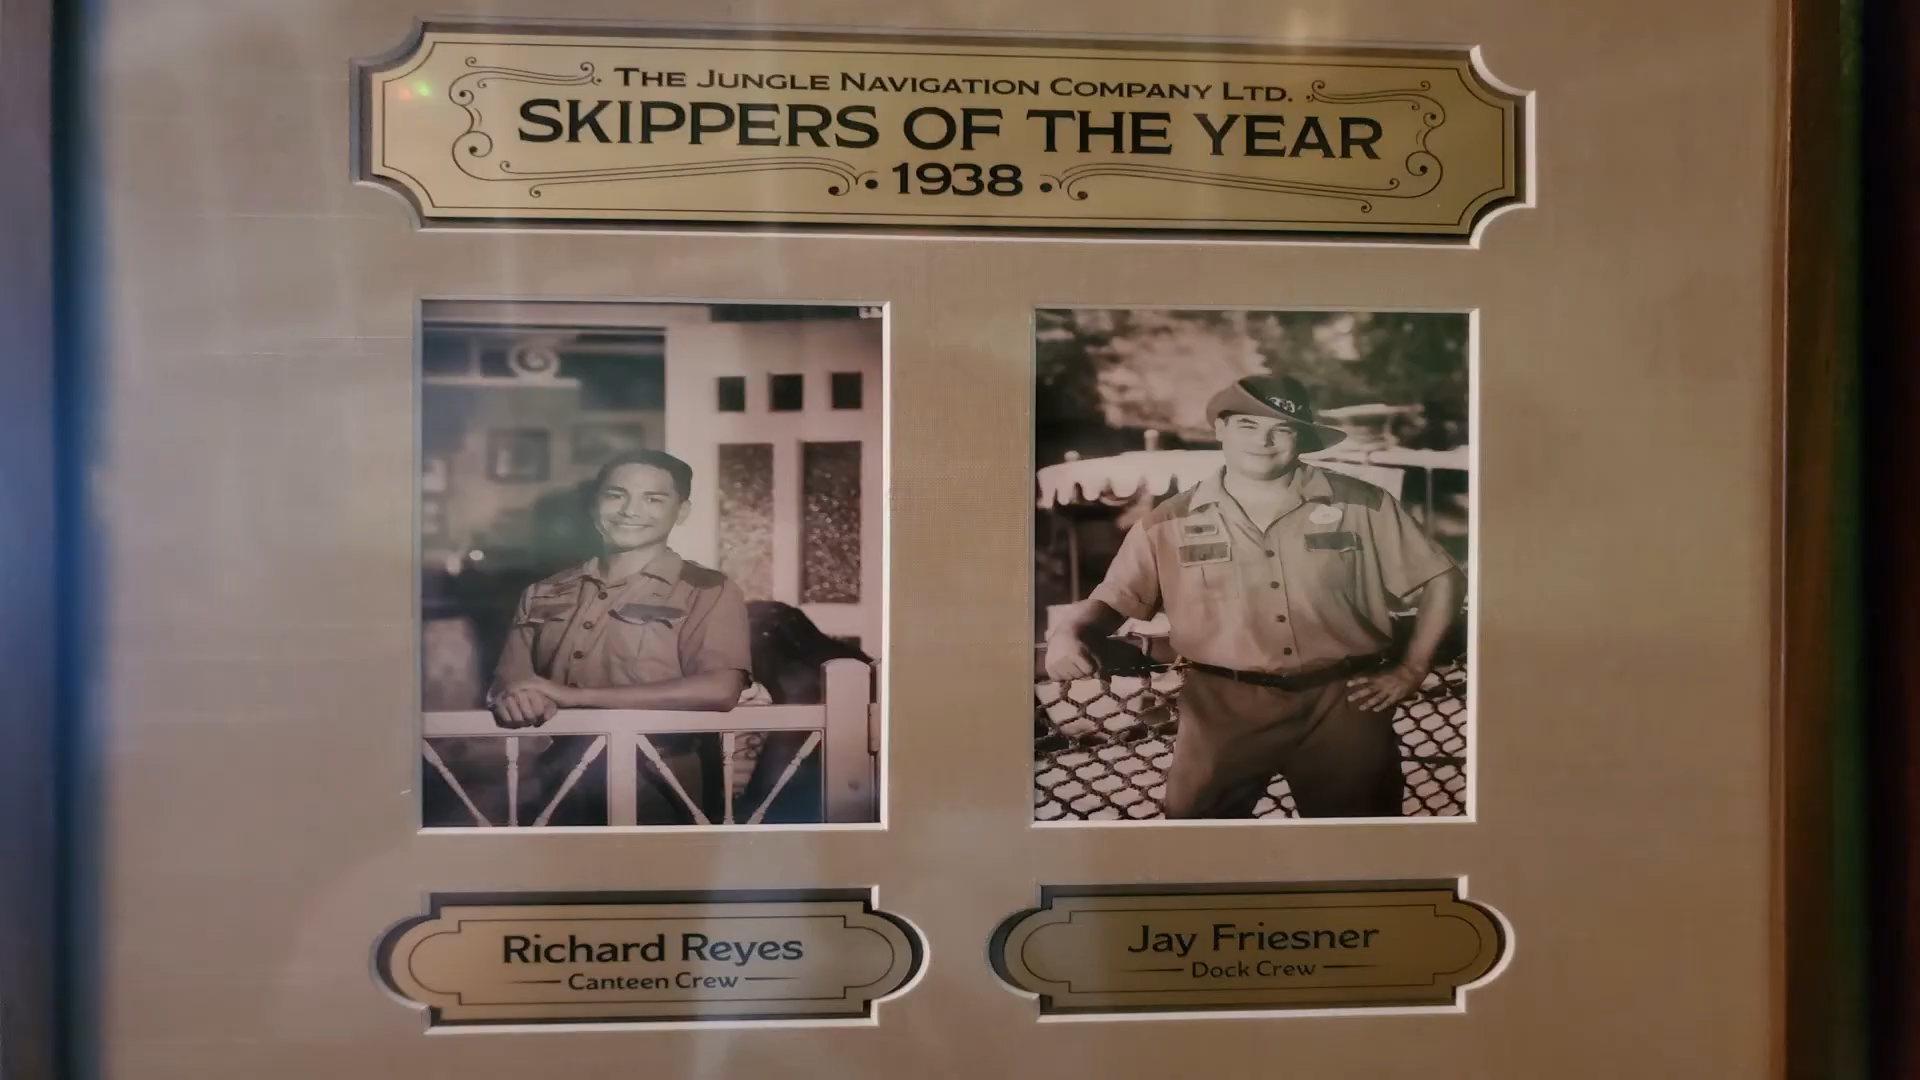 THE JUNGLE NAVIGATION COMPANY LTD.
SKIPPERS OF THE YEAR
• 1938 •
Richard Reyes
Canteen Crew
Jay Friesner
Dock Crew